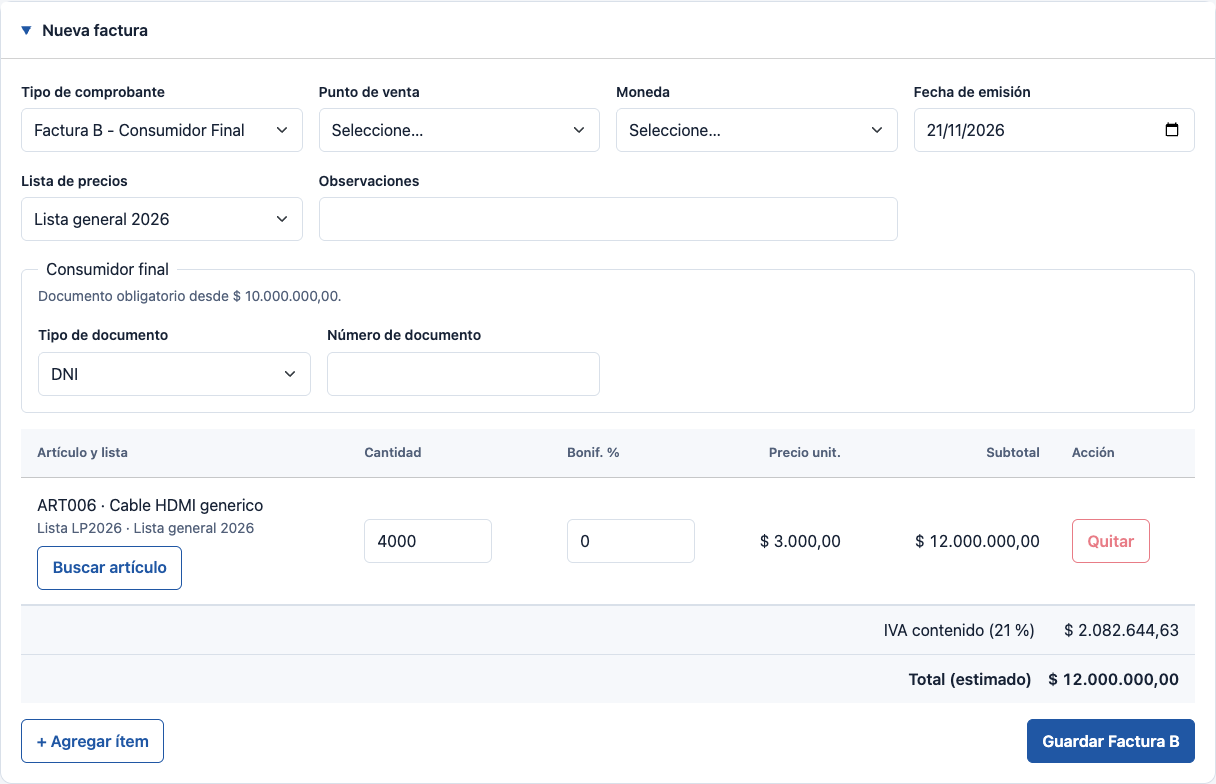 ▼ Nueva factura
Tipo de comprobante Punto de venta Moneda Fecha de emisión
Factura B - Consumidor Final Seleccione... Seleccione... 21/11/2026
Lista de precios Observaciones
Lista general 2026
Consumidor final
Documento obligatorio desde $ 10.000.000,00.
Tipo de documento Número de documento
DNI
Artículo y lista Cantidad Bonif. % Precio unit. Subtotal Acción
ART006 · Cable HDMI generico
Lista LP2026 · Lista general 2026
4000 0 $ 3.000,00 $ 12.000.000,00 Quitar
Buscar artículo
IVA contenido (21 %) $ 2.082.644,63
Total (estimado) $ 12.000.000,00
+ Agregar ítem Guardar Factura B